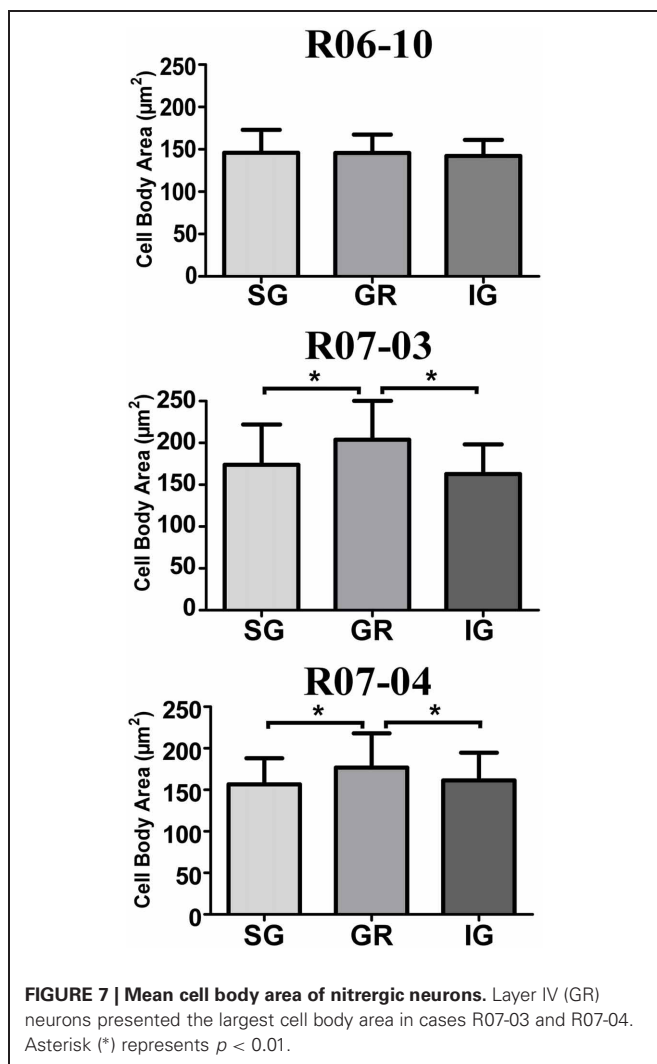 R06-10
Cell Body Area (µm²)
250
200
150
100
50
0
SG GR IG
R07-03
* *
Cell Body Area (µm²)
250
200
150
100
50
0
SG GR IG
R07-04
* *
Cell Body Area (µm²)
250
200
150
100
50
0
SG GR IG
FIGURE 7 | Mean cell body area of nitrergic neurons. Layer IV (GR)
neurons presented the largest cell body area in cases R07-03 and R07-04.
Asterisk (*) represents p < 0.01.